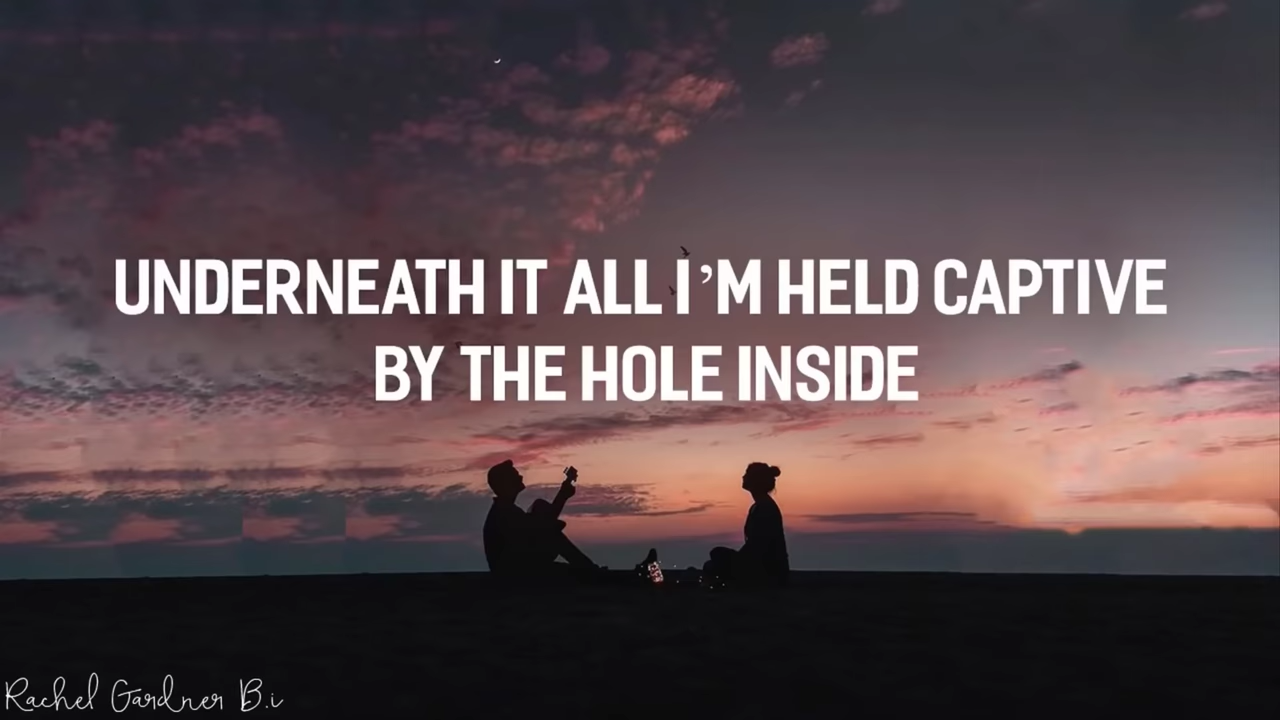 UNDERNEATH IT ALL I'M HELD CAPTIVE
BY THE HOLE INSIDE
Rachel Gardner B.i